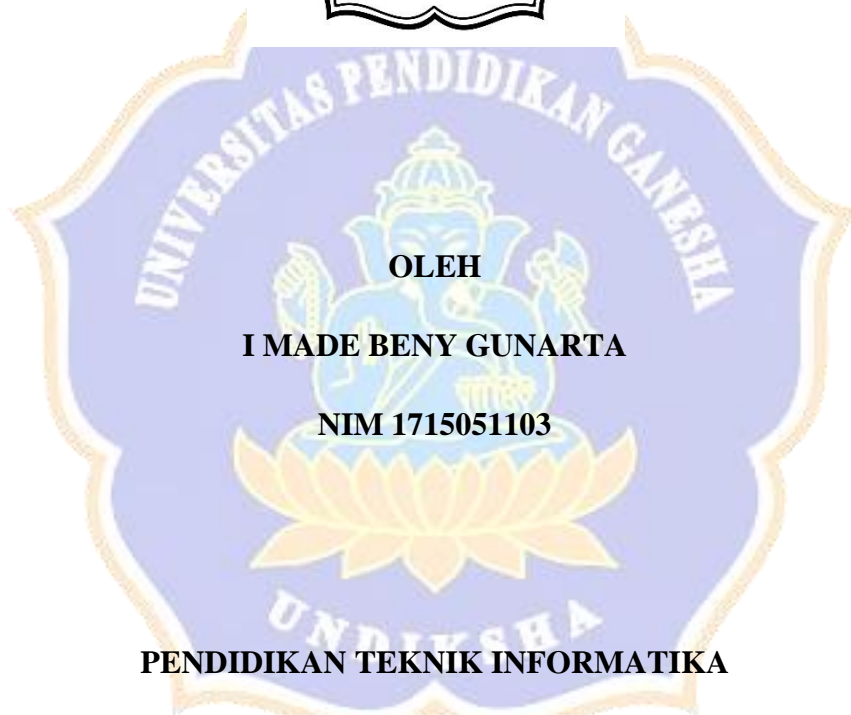 UNIVERSITAS PENDIDIKAN GANESHA
OLEH
I MADE BENY GUNARTA
NIM 1715051103
UNDIKSHA
PENDIDIKAN TEKNIK INFORMATIKA